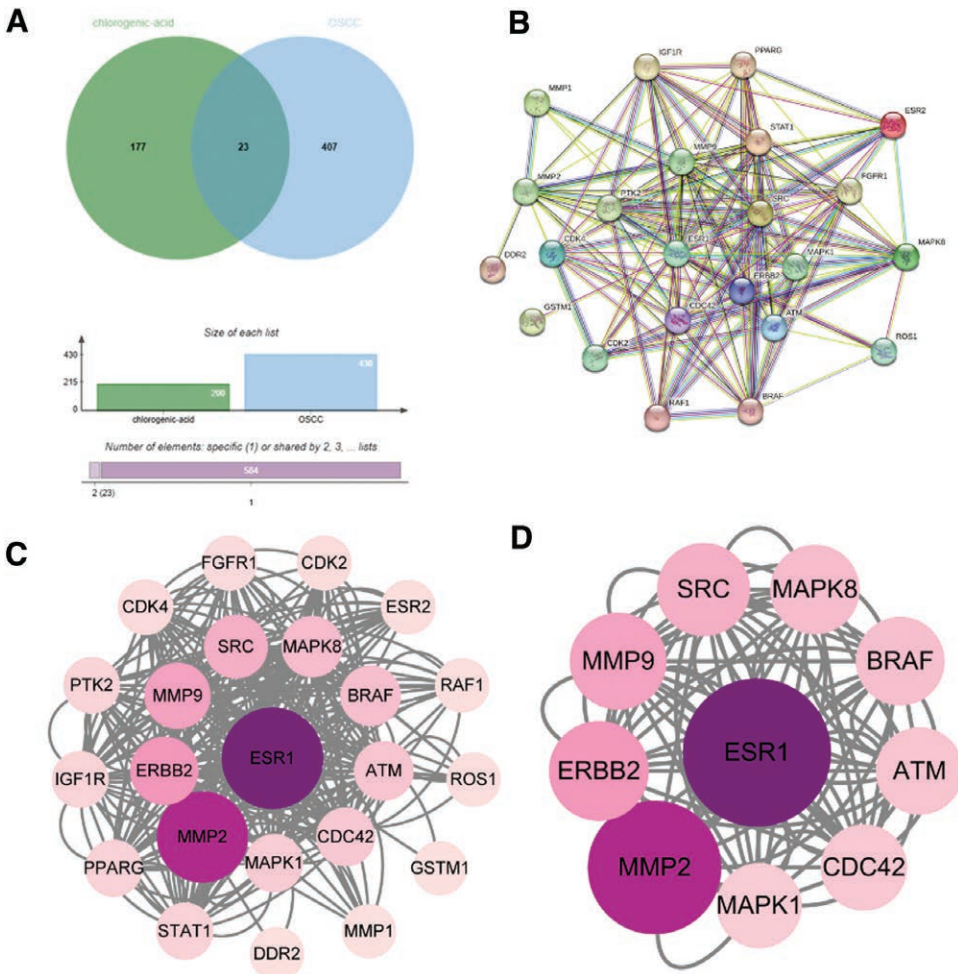 A
chlorogenic-acid
OSCC
177
23
407
Size of each list
430
215
0
200
430
chlorogenic-acid
OSCC
Number of elements: specific (1) or shared by 2, 3, ... lists
584
2 (23)
1
B
IGF1R
PPARG
MMP1
ESR2
STAT1
MMP9
MMP2
FGFR1
PTK2
SRC
CDK4
ESR1
MAPK1
MAPK8
DDR2
ERBB2
GSTM1
CDC42
ATM
CDK2
ROS1
RAF1
BRAF
C
FGFR1
CDK2
CDK4
ESR2
SRC
MAPK8
PTK2
MMP9
BRAF
RAF1
ESR1
IGF1R
ERBB2
ATM
ROS1
MMP2
CDC42
PPARG
MAPK1
GSTM1
STAT1
MMP1
DDR2
D
SRC
MAPK8
MMP9
BRAF
ESR1
ERBB2
ATM
MMP2
CDC42
MAPK1